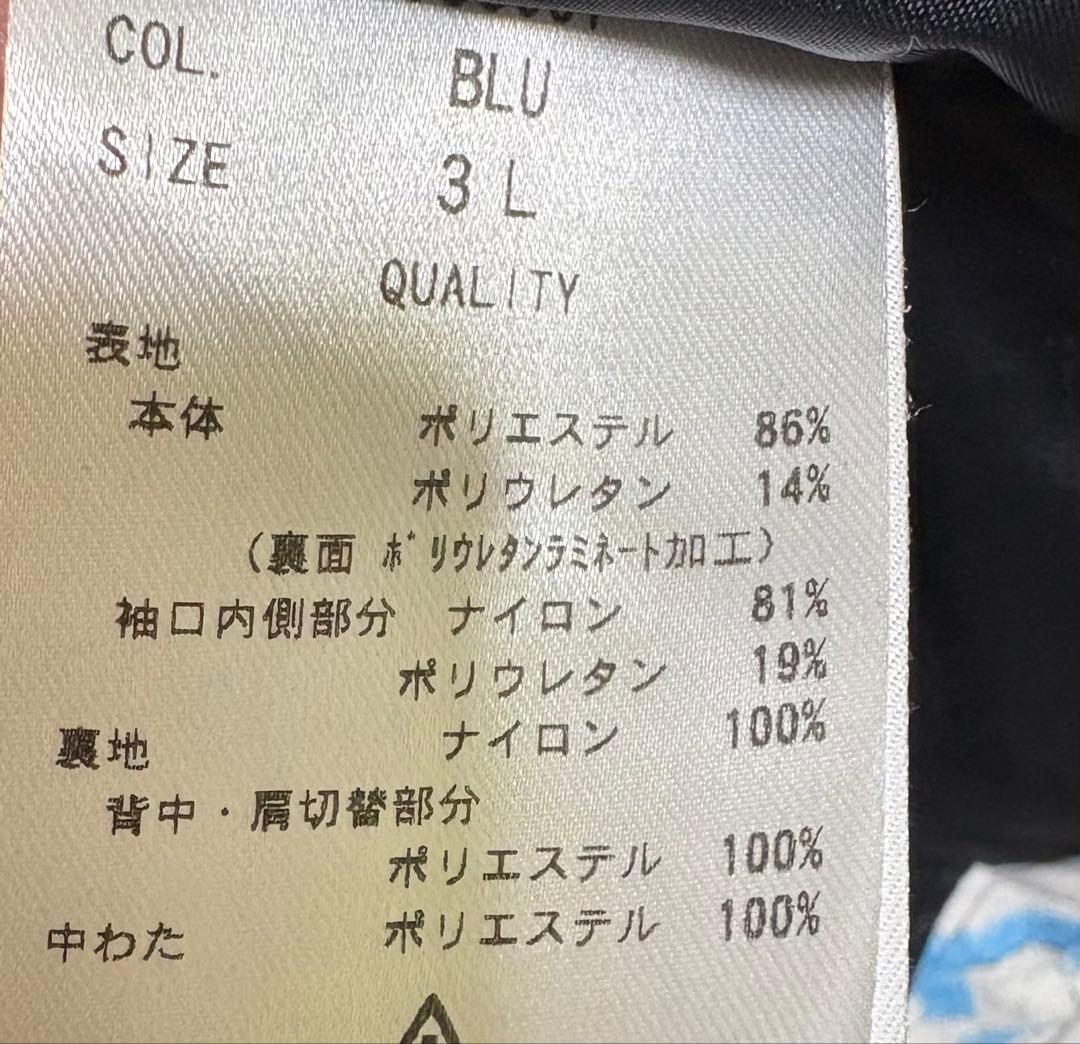 COL. BLU
SIZE 3L
QUALITY
表地
本体 ポリエステル 86%
ポリウレタン 14%
(裏面 ポリウレタンラミネート加工)
袖口内側部分 ナイロン 81%
ポリウレタン 19%
裏地 ナイロン 100%
背中・肩切替部分
ポリエステル 100%
中わた ポリエステル 100%